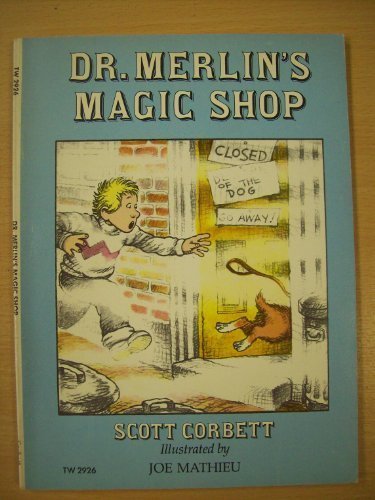 DR. MERLIN'S
MAGIC SHOP
CLOSED
OF THE
DOG
GO AWAY!
SCOTT CORBETT
Illustrated by
JOE MATHIEU
TW 2926
TW 2926
DR. MERLIN'S MAGIC SHOP